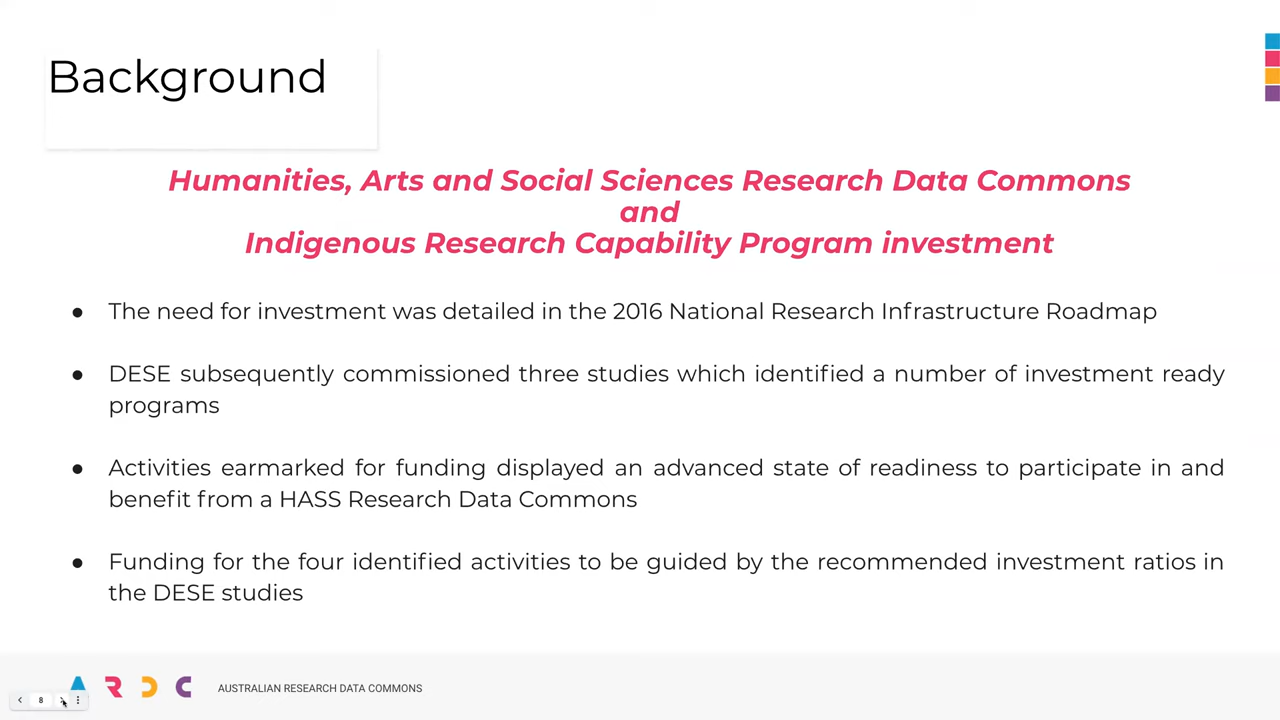 Background
Humanities, Arts and Social Sciences Research Data Commons
and
Indigenous Research Capability Program investment
● The need for investment was detailed in the 2016 National Research Infrastructure Roadmap
● DESE subsequently commissioned three studies which identified a number of investment ready
programs
● Activities earmarked for funding displayed an advanced state of readiness to participate in and
benefit from a HASS Research Data Commons
● Funding for the four identified activities to be guided by the recommended investment ratios in
the DESE studies
ARDC AUSTRALIAN RESEARCH DATA COMMONS
8